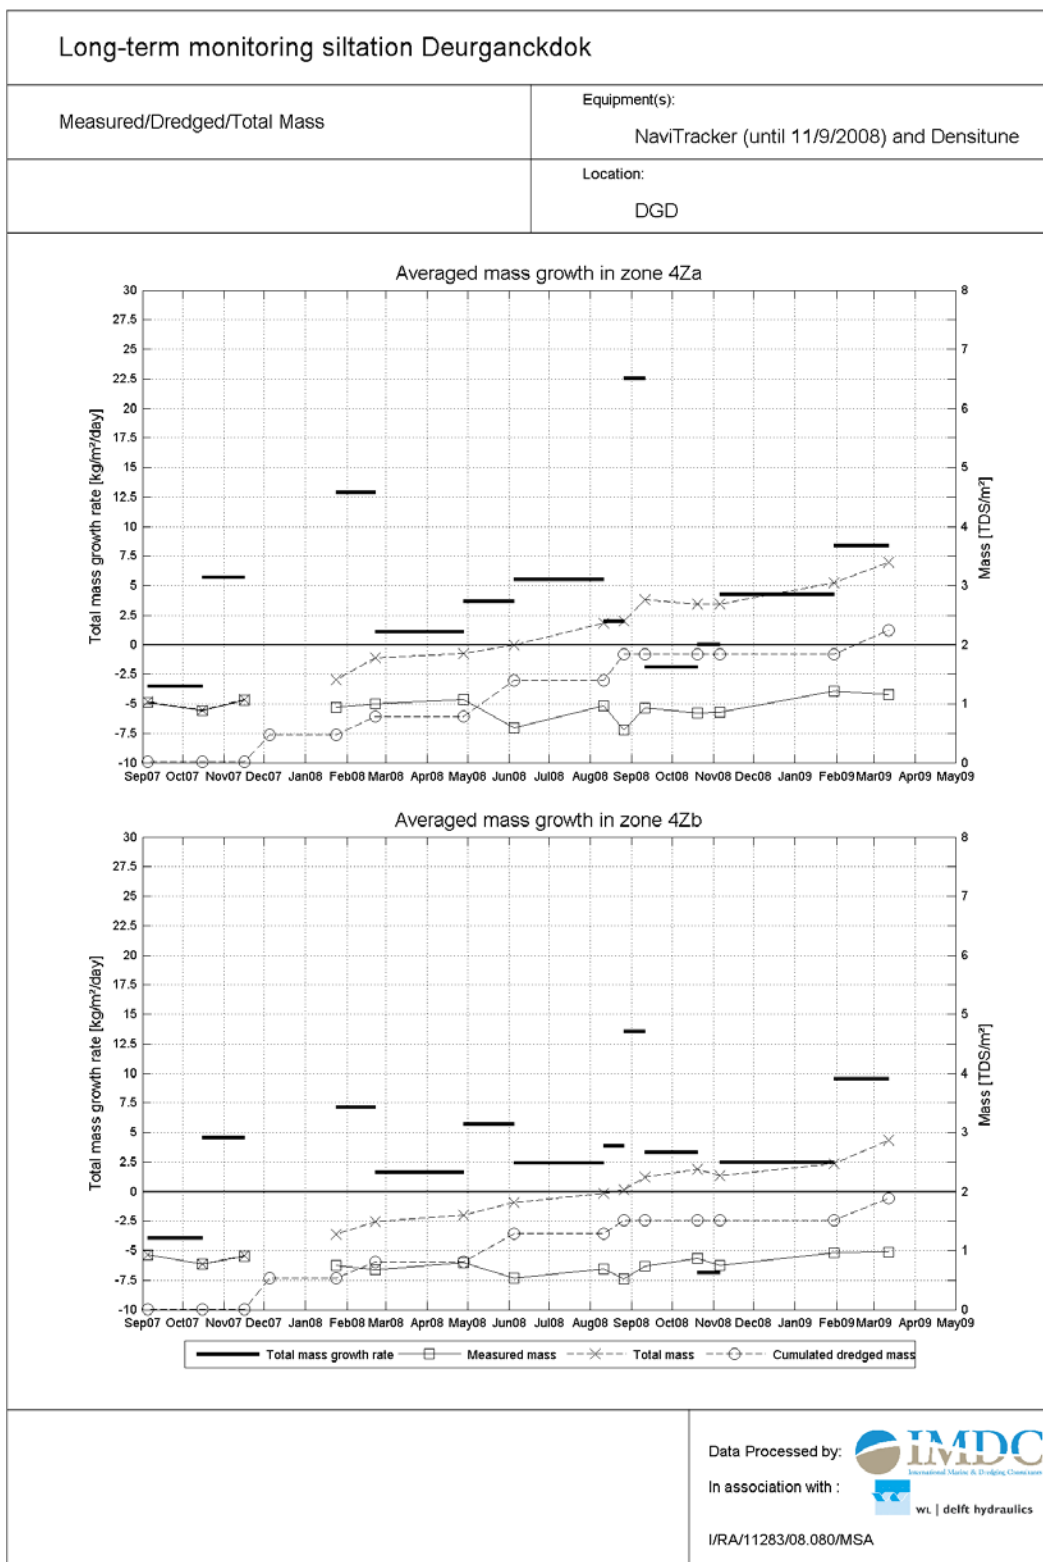 Long-term monitoring siltation Deurganckdok
Measured/Dredged/Total Mass
Equipment(s):
NaviTracker (until 11/9/2008) and Densitune
Location:
DGD
Averaged mass growth in zone 4Za
Total mass growth rate [kg/m²/day]
30
27.5
25
22.5
20
17.5
15
12.5
10
7.5
5
2.5
0
-2.5
-5
-7.5
-10
8
7
6
5
4
3
2
1
0
Mass [TDS/m²]
Sep07 Oct07 Nov07 Dec07 Jan08 Feb08 Mar08 Apr08 May08 Jun08 Jul08 Aug08 Sep08 Oct08 Nov08 Dec08 Jan09 Feb09 Mar09 Apr09 May09
Averaged mass growth in zone 4Zb
Total mass growth rate [kg/m²/day]
30
27.5
25
22.5
20
17.5
15
12.5
10
7.5
5
2.5
0
-2.5
-5
-7.5
-10
8
7
6
5
4
3
2
1
0
Mass [TDS/m²]
Sep07 Oct07 Nov07 Dec07 Jan08 Feb08 Mar08 Apr08 May08 Jun08 Jul08 Aug08 Sep08 Oct08 Nov08 Dec08 Jan09 Feb09 Mar09 Apr09 May09
Total mass growth rate Measured mass Total mass Cumulated dredged mass
Data Processed by:
IMDC
International Marine & Dredging Consultants
In association with :
WL | delft hydraulics
I/RA/11283/08.080/MSA